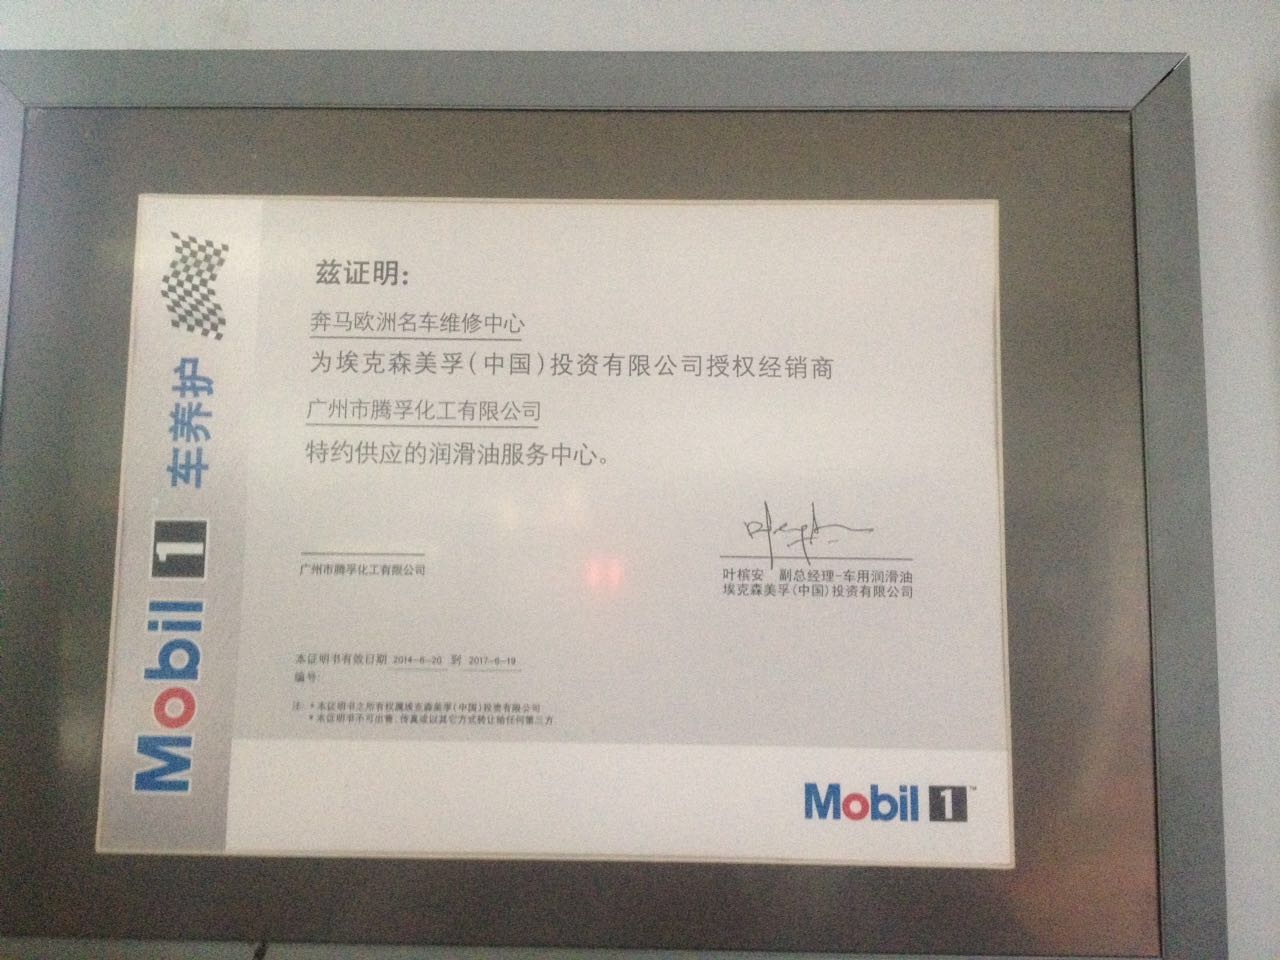 Mobil 1 车养护
兹证明:
奔马欧洲名车维修中心
为埃克森美孚(中国)投资有限公司授权经销商
广州市腾孚化工有限公司
特约供应的润滑油服务中心。
广州市腾孚化工有限公司
叶槟安 副总经理-车用润滑油
埃克森美孚(中国)投资有限公司
本证明书有效日期 2014-6-20 到 2017-6-19
编号:
注: *本证明书之所有权属埃克森美孚(中国)投资有限公司
*本证明书不可出售、传真或以其它方式转让给任何第三方
Mobil 1™